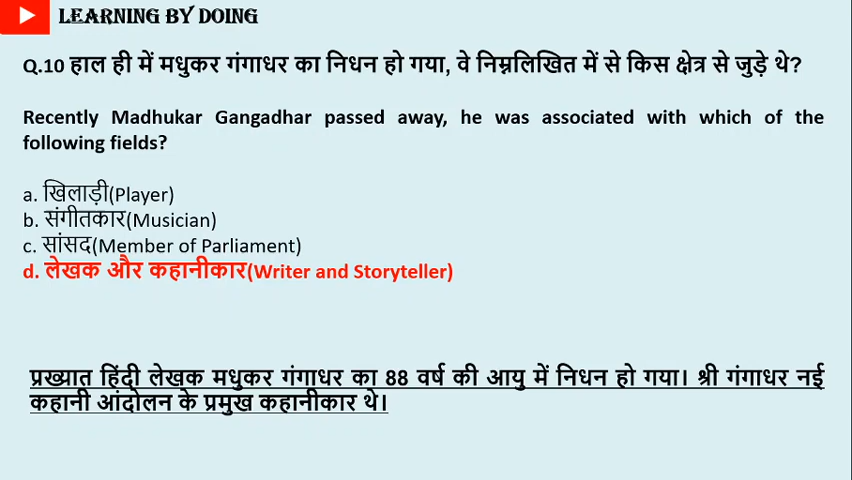 LEARNING BY DOING
Q.10 हाल ही में मधुकर गंगाधर का निधन हो गया, वे निम्नलिखित में से किस क्षेत्र से जुड़े थे?
Recently Madhukar Gangadhar passed away, he was associated with which of the
following fields?
a. खिलाड़ी(Player)
b. संगीतकार(Musician)
c. सांसद(Member of Parliament)
d. लेखक और कहानीकार(Writer and Storyteller)
प्रख्यात हिंदी लेखक मधुकर गंगाधर का 88 वर्ष की आयु में निधन हो गया। श्री गंगाधर नई
कहानी आंदोलन के प्रमुख कहानीकार थे।